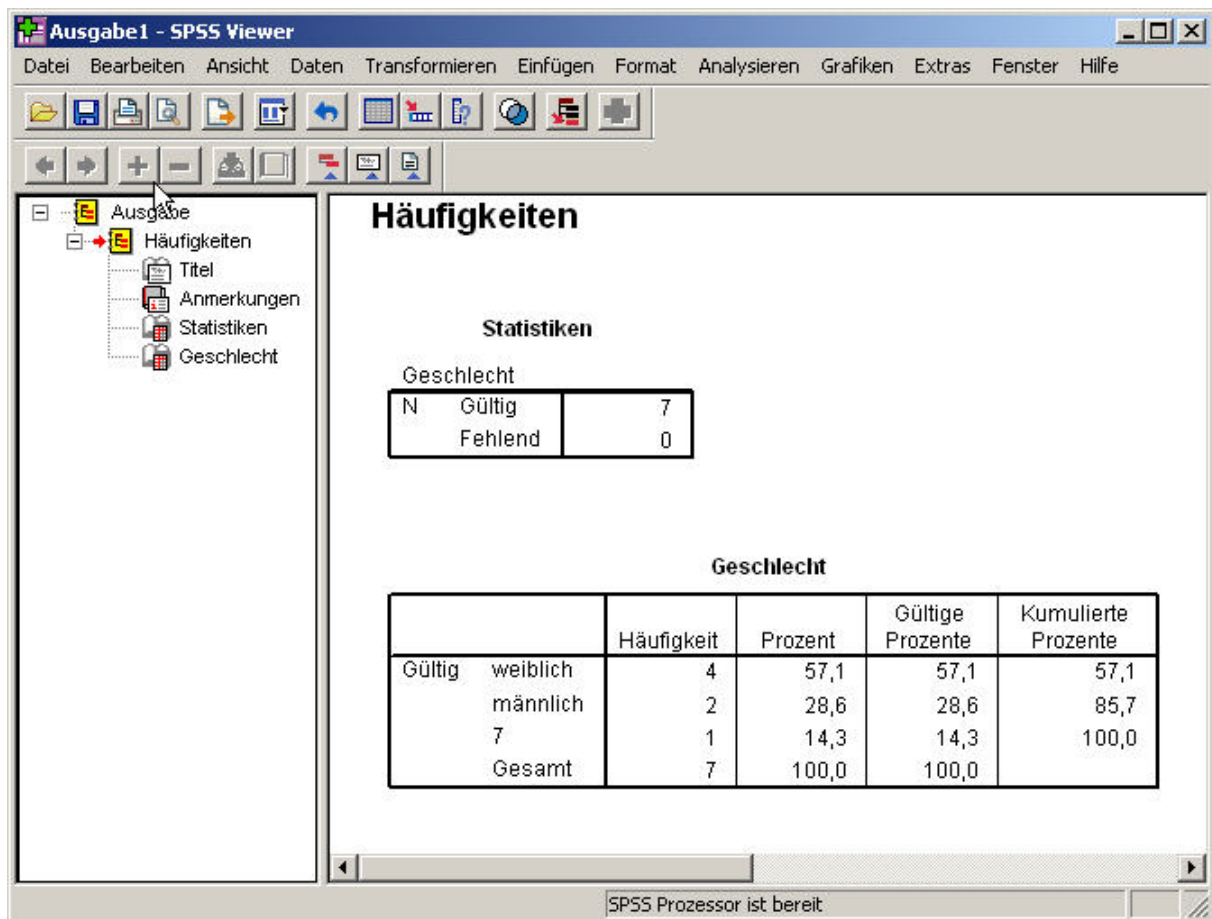 Ausgabe1 - SPSS Viewer
Datei Bearbeiten Ansicht Daten Transformieren Einfügen Format Analysieren Grafiken Extras Fenster Hilfe
Ausgabe
Häufigkeiten
Titel
Anmerkungen
Statistiken
Geschlecht
Häufigkeiten
Statistiken
Geschlecht
N Gültig 7
Fehlend 0
Geschlecht
Häufigkeit Prozent Gültige Prozente Kumulierte Prozente
Gültig weiblich 4 57,1 57,1 57,1
männlich 2 28,6 28,6 85,7
7 1 14,3 14,3 100,0
Gesamt 7 100,0 100,0
SPSS Prozessor ist bereit